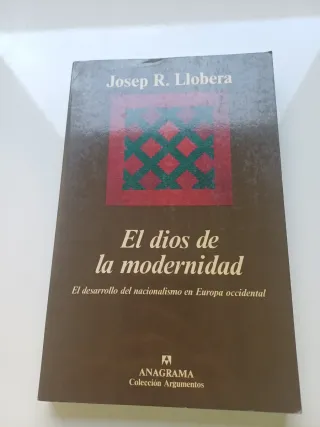 Josep R. Llobera
El dios de
la modernidad
El desarrollo del nacionalismo en Europa occidental
ANAGRAMA
Colección Argumentos